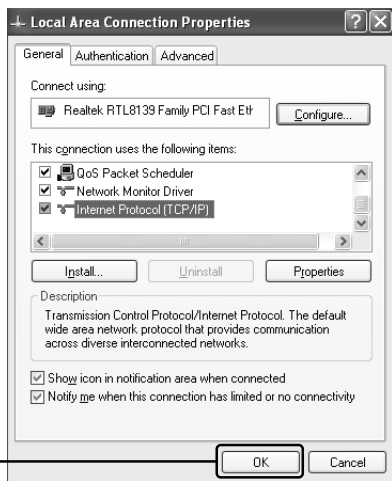 Local Area Connection Properties
General Authentication Advanced
Connect using:
Realtek RTL8139 Family PCI Fast Eth
Configure...
This connection uses the following items:
QoS Packet Scheduler
Network Monitor Driver
Internet Protocol (TCP/IP)
Install... Uninstall Properties
Description
Transmission Control Protocol/Internet Protocol. The default
wide area network protocol that provides communication
across diverse interconnected networks.
Show icon in notification area when connected
Notify me when this connection has limited or no connectivity
OK Cancel